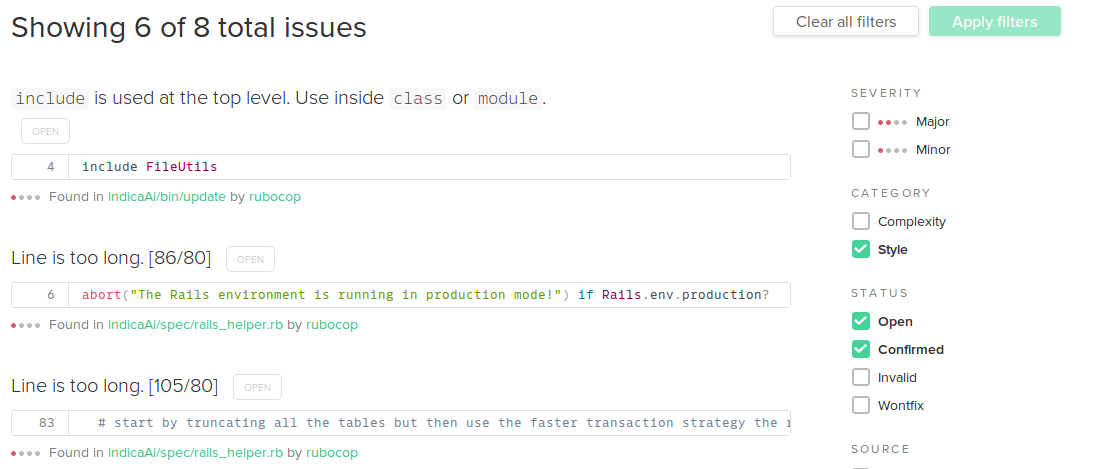 Showing 6 of 8 total issues
Clear all filters
Apply filters
include is used at the top level. Use inside class or module.
OPEN
4 include FileUtils
Found in indicaAi/bin/update by rubocop
Line is too long. [86/80]
OPEN
6 abort("The Rails environment is running in production mode!") if Rails.env.production?
Found in indicaAi/spec/rails_helper.rb by rubocop
Line is too long. [105/80]
OPEN
83 # start by truncating all the tables but then use the faster transaction strategy the
Found in indicaAi/spec/rails_helper.rb by rubocop
SEVERITY
Major
Minor
CATEGORY
Complexity
Style
STATUS
Open
Confirmed
Invalid
Wontfix
SOURCE